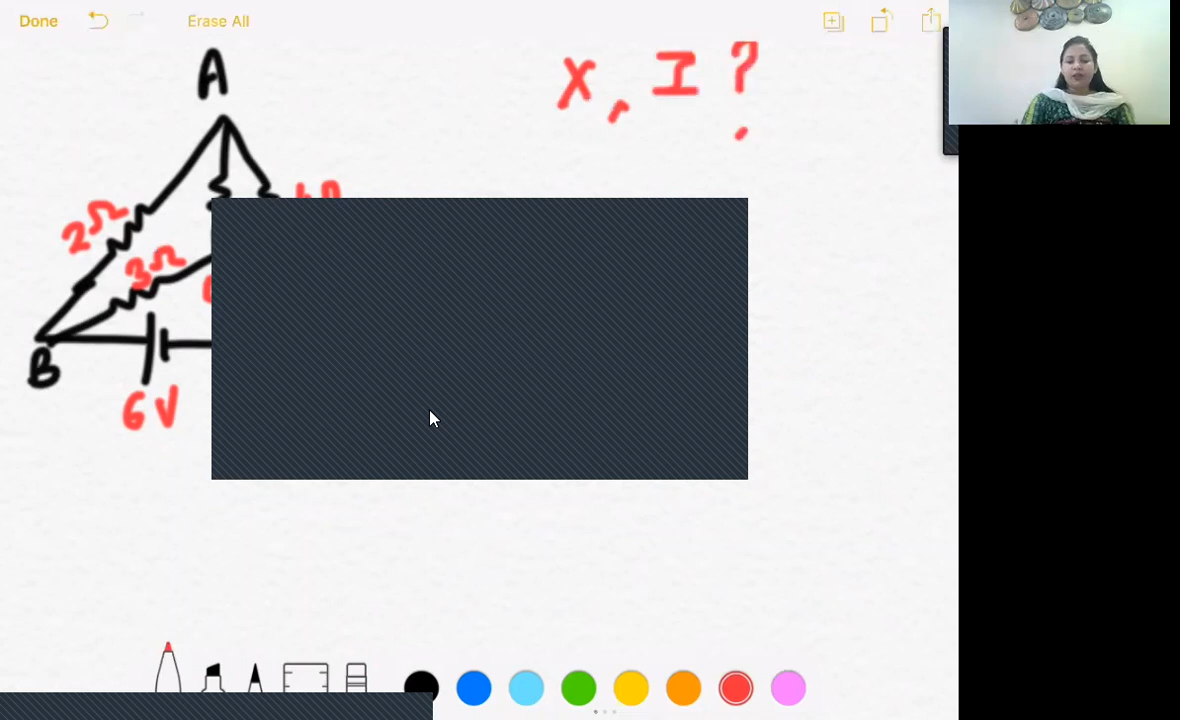 Done Erase All
A
X, I ?
2Ω
3Ω
B
6V